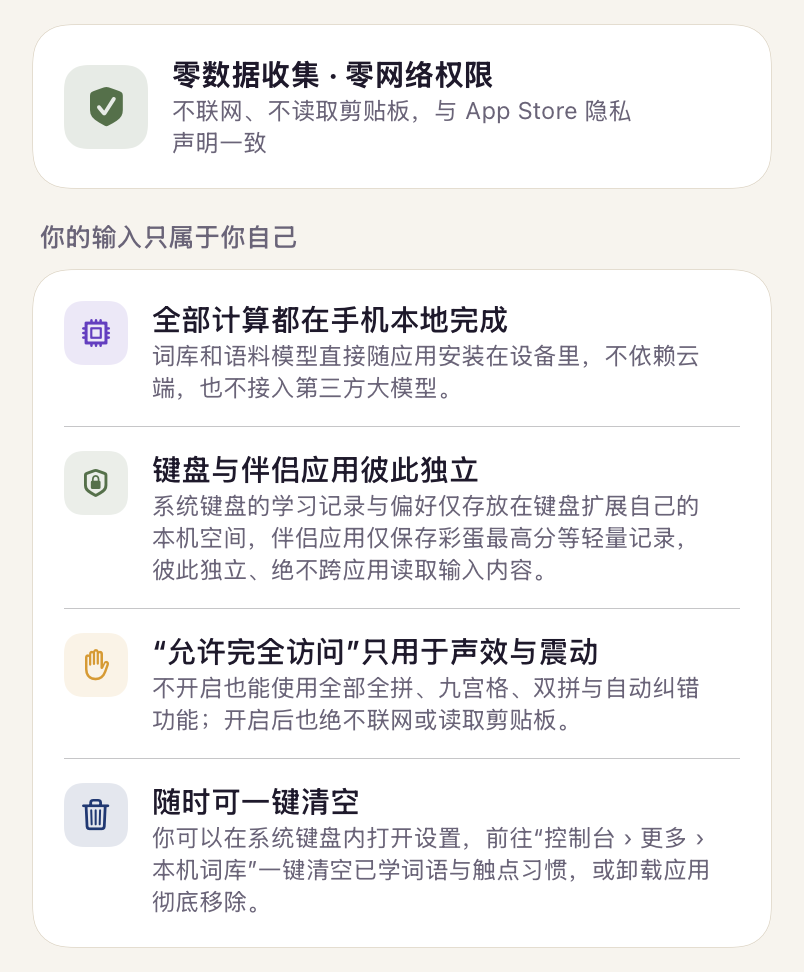 零数据收集 · 零网络权限
不联网、不读取剪贴板，与 App Store 隐私
声明一致
你的输入只属于你自己
全部计算都在手机本地完成
词库和语料模型直接随应用安装在设备里，不依赖云
端，也不接入第三方大模型。
键盘与伴侣应用彼此独立
系统键盘的学习记录与偏好仅存放在键盘扩展自己的
本机空间，伴侣应用仅保存彩蛋最高分等轻量记录，
彼此独立、绝不跨应用读取输入内容。
“允许完全访问”只用于声效与震动
不开启也能使用全部全拼、九宫格、双拼与自动纠错
功能；开启后也绝不联网或读取剪贴板。
随时可一键清空
你可以在系统键盘内打开设置，前往“控制台 › 更多 ›
本机词库”一键清空已学词语与触点习惯，或卸载应用
彻底移除。